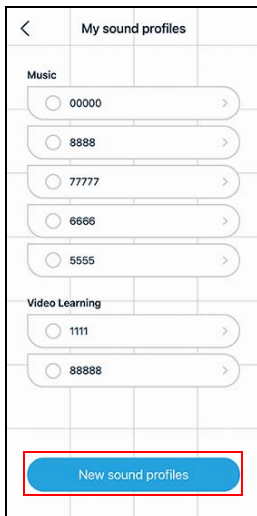 My sound profiles
Music
00000
8888
77777
6666
5555
Video Learning
1111
88888
New sound profiles